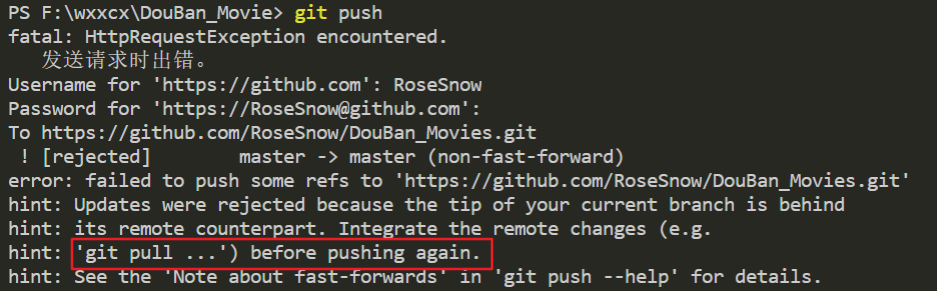 PS F:\wxxcx\DouBan_Movie> git push
fatal: HttpRequestException encountered.
发送请求时出错。
Username for 'https://github.com': RoseSnow
Password for 'https://RoseSnow@github.com':
To https://github.com/RoseSnow/DouBan_Movies.git
! [rejected]        master -> master (non-fast-forward)
error: failed to push some refs to 'https://github.com/RoseSnow/DouBan_Movies.git'
hint: Updates were rejected because the tip of your current branch is behind
hint: its remote counterpart. Integrate the remote changes (e.g.
hint: 'git pull ...') before pushing again.
hint: See the 'Note about fast-forwards' in 'git push --help' for details.